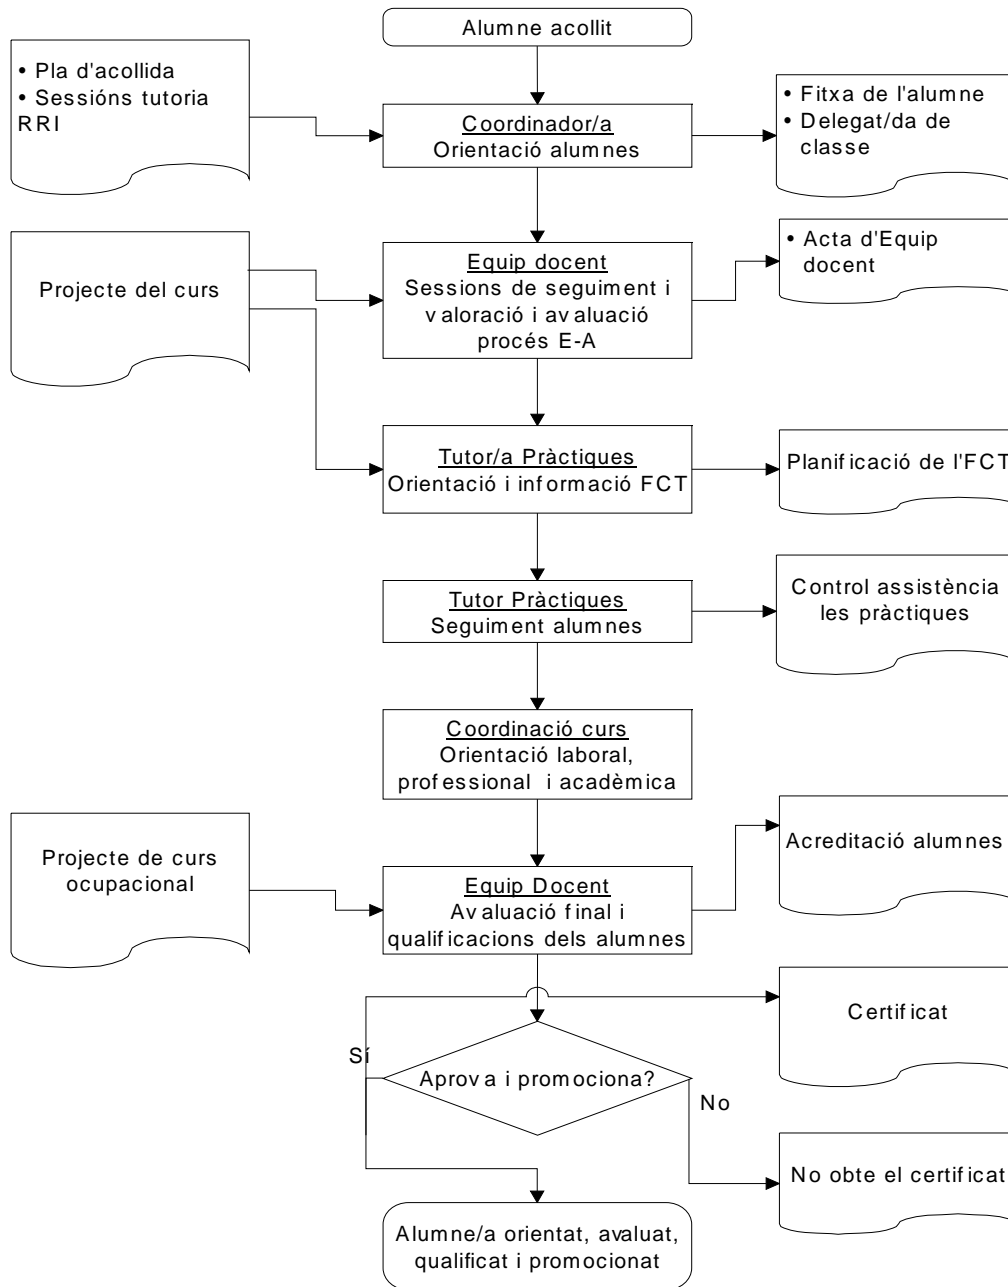 Alumne acollit
• Pla d'acollida
• Sessións tutoria
RRI
Coordinador/a
Orientació alumnes
• Fitxa de l'alumne
• Delegat/da de
classe
Projecte del curs
Equip docent
Sessions de seguiment i
valoració i avaluació
procés E-A
• Acta d'Equip
docent
Tutor/a Pràctiques
Orientació i informació FCT
Planificació de l'FCT
Tutor Pràctiques
Seguiment alumnes
Control assistència
les pràctiques
Coordinació curs
Orientació laboral,
professional i acadèmica
Projecte de curs
ocupacional
Equip Docent
Avaluació final i
qualificacions dels alumnes
Acreditació alumnes
Certificat
Sí
Aprova i promociona?
No
No obte el certificat
Alumne/a orientat, avaluat,
qualificat i promocionat